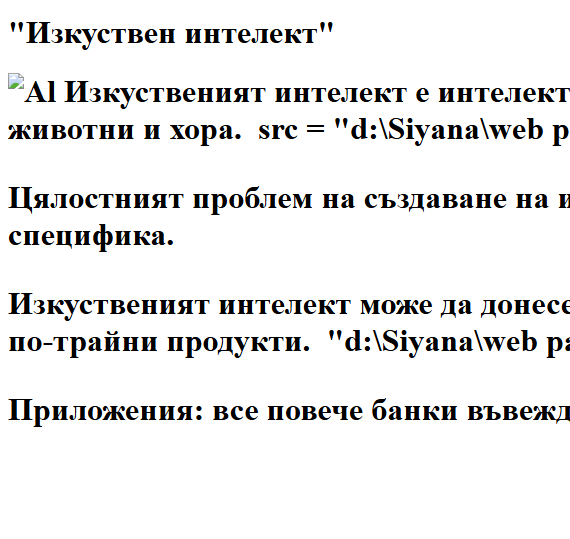 "Изкуствен интелект"
Al Изкуственият интелект е интелект
животни и хора. src = "d:\Siyana\web p
Цялостният проблем на създаване на и
специфика.
Изкуственият интелект може да донесе
по-трайни продукти. "d:\Siyana\web pa
Приложения: все повече банки въвежд